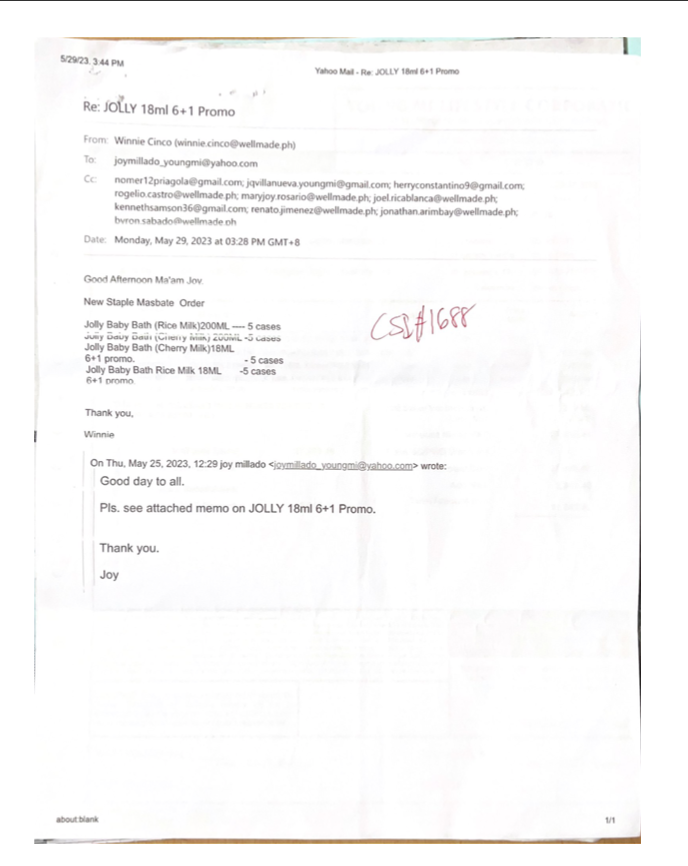 5/29/23, 3:44 PM
Yahoo Mail - Re: JOLLY 18ml 6+1 Promo
Re: JOLLY 18ml 6+1 Promo
From: Winnie Cinco (winnie.cinco@wellmade.ph)
To: joymillado_youngmi@yahoo.com
Cc: nomer12priagola@gmail.com; jqvillanueva.youngmi@gmail.com; herryconstantino9@gmail.com;
rogelio.castro@wellmade.ph; maryjoy.rosario@wellmade.ph; joel.ricablanca@wellmade.ph;
kennethsamson36@gmail.com; renato.jimenez@wellmade.ph; jonathan.arimbay@wellmade.ph;
byron.sabado@wellmade.ph
Date: Monday, May 29, 2023 at 03:28 PM GMT+8
Good Afternoon Ma'am Joy.
New Staple Masbate Order
CSI#1688
Jolly Baby Bath (Rice Milk)200ML ---- 5 cases
Jolly Baby Bath (Cherry Milk) 200ML -5 cases
Jolly Baby Bath (Cherry Milk)18ML
6+1 promo. - 5 cases
Jolly Baby Bath Rice Milk 18ML -5 cases
6+1 promo.
Thank you,
Winnie
On Thu, May 25, 2023, 12:29 joy millado <joymillado_youngmi@yahoo.com> wrote:
Good day to all.
Pls. see attached memo on JOLLY 18ml 6+1 Promo.
Thank you.
Joy
about:blank
1/1